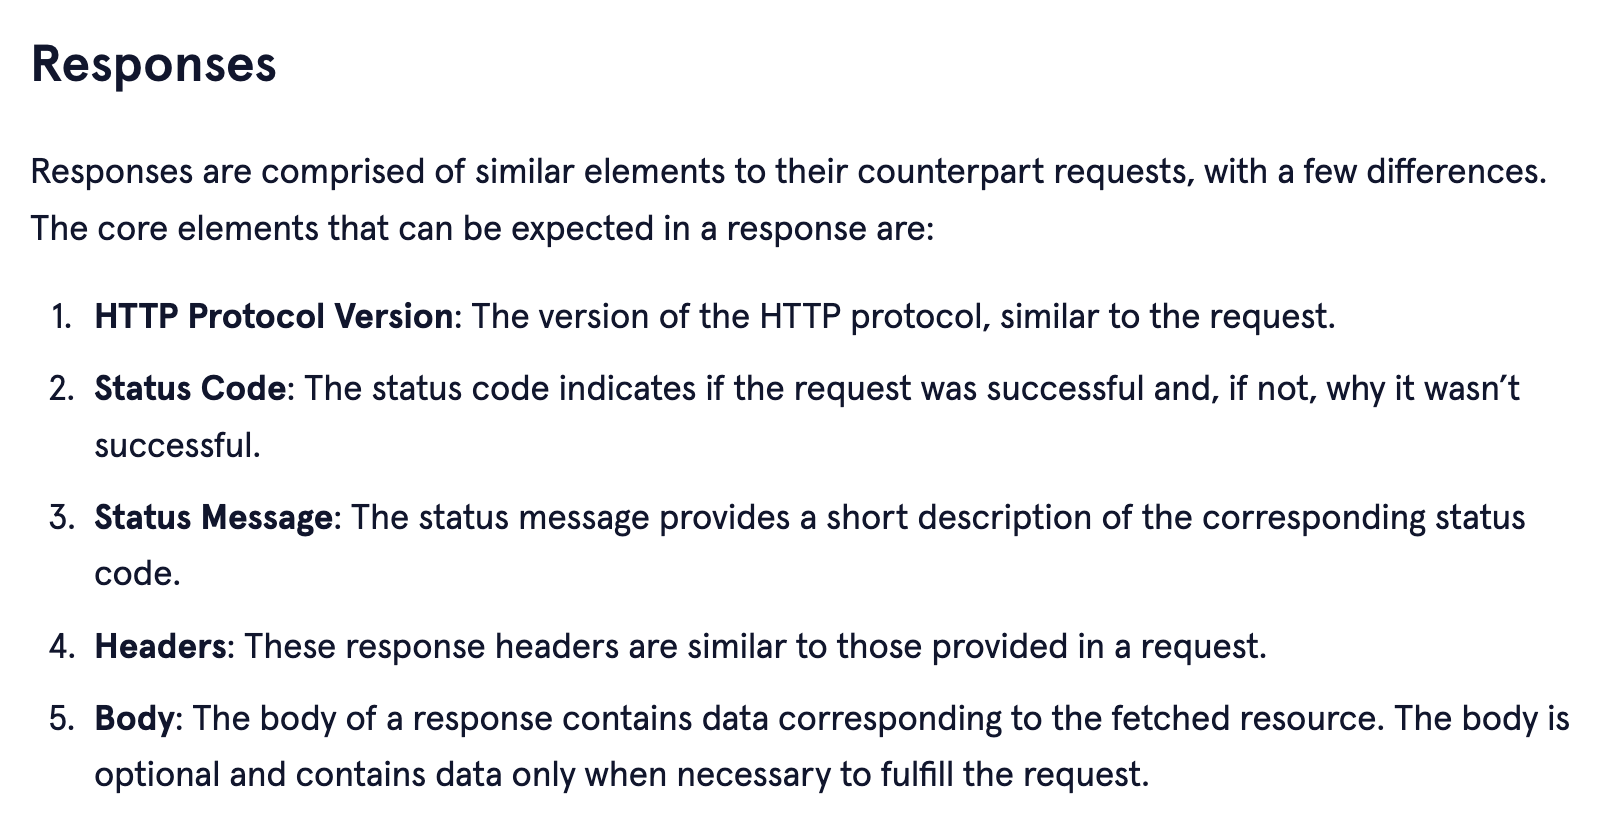 Responses
Responses are comprised of similar elements to their counterpart requests, with a few differences.
The core elements that can be expected in a response are:
1. HTTP Protocol Version: The version of the HTTP protocol, similar to the request.
2. Status Code: The status code indicates if the request was successful and, if not, why it wasn’t
successful.
3. Status Message: The status message provides a short description of the corresponding status
code.
4. Headers: These response headers are similar to those provided in a request.
5. Body: The body of a response contains data corresponding to the fetched resource. The body is
optional and contains data only when necessary to fulfill the request.